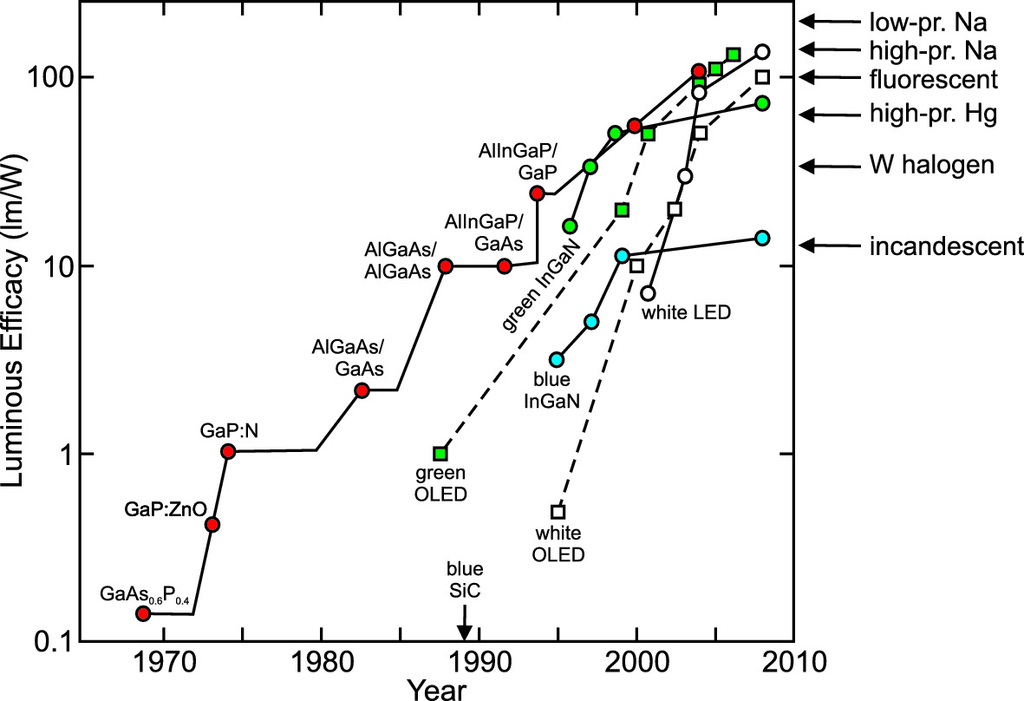 low-pr. Na
high-pr. Na
fluorescent
high-pr. Hg
W halogen
incandescent
Luminous Efficacy (lm/W)
100
10
1
0.1
AlInGaP/
GaP
AlInGaP/
GaAs
AlGaAs/
AlGaAs
AlGaAs/
GaAs
GaP:N
GaP:ZnO
GaAs0.6P0.4
green InGaN
white LED
blue
InGaN
green
OLED
white
OLED
blue
SiC
1970
1980
1990
2000
2010
Year